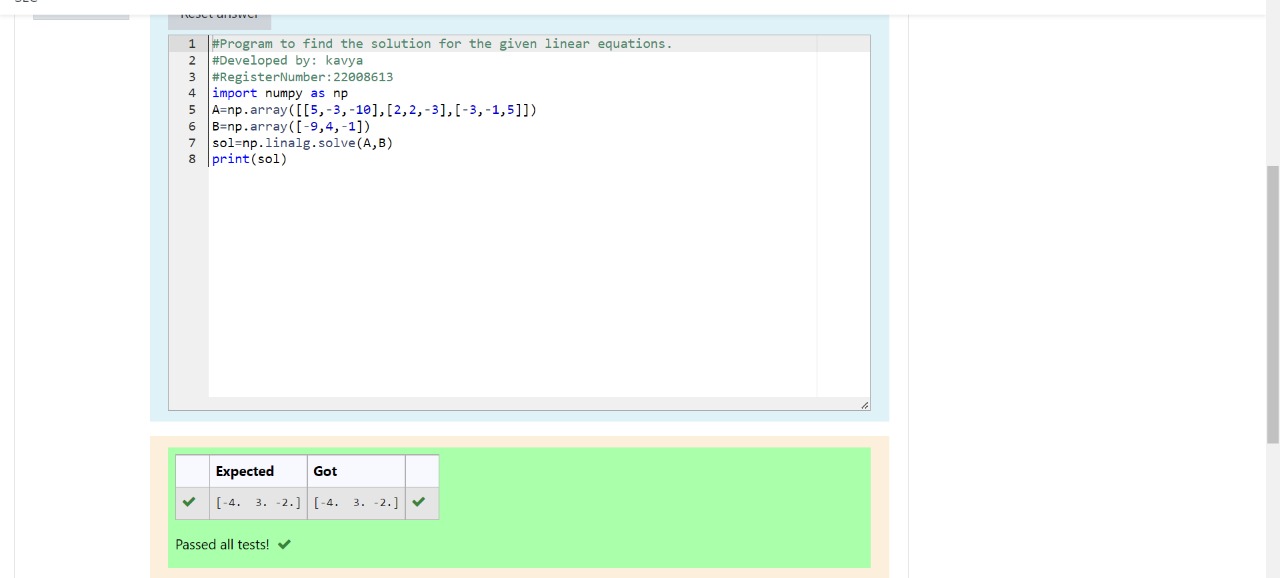 Reset answer
1 #Program to find the solution for the given linear equations.
2 #Developed by: kavya
3 #RegisterNumber:22008613
4 import numpy as np
5 A=np.array([[5,-3,-10],[2,2,-3],[-3,-1,5]])
6 B=np.array([-9,4,-1])
7 sol=np.linalg.solve(A,B)
8 print(sol)
Expected Got
[-4.  3. -2.] [-4.  3. -2.]
Passed all tests!